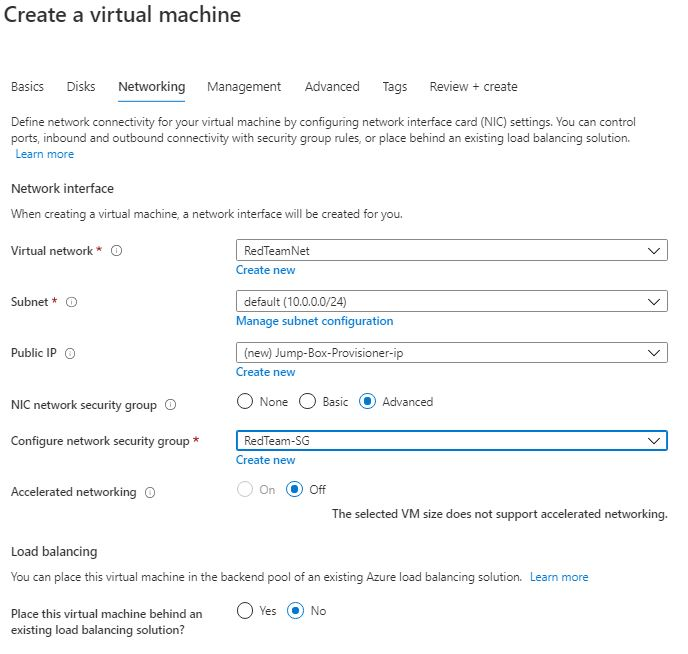 Create a virtual machine
Basics Disks Networking Management Advanced Tags Review + create
Define network connectivity for your virtual machine by configuring network interface card (NIC) settings. You can control
ports, inbound and outbound connectivity with security group rules, or place behind an existing load balancing solution.
Learn more
Network interface
When creating a virtual machine, a network interface will be created for you.
Virtual network * RedTeamNet
Create new
Subnet * default (10.0.0.0/24)
Manage subnet configuration
Public IP (new) Jump-Box-Provisioner-ip
Create new
NIC network security group None Basic Advanced
Configure network security group * RedTeam-SG
Create new
Accelerated networking On Off
The selected VM size does not support accelerated networking.
Load balancing
You can place this virtual machine in the backend pool of an existing Azure load balancing solution. Learn more
Place this virtual machine behind an Yes No
existing load balancing solution?